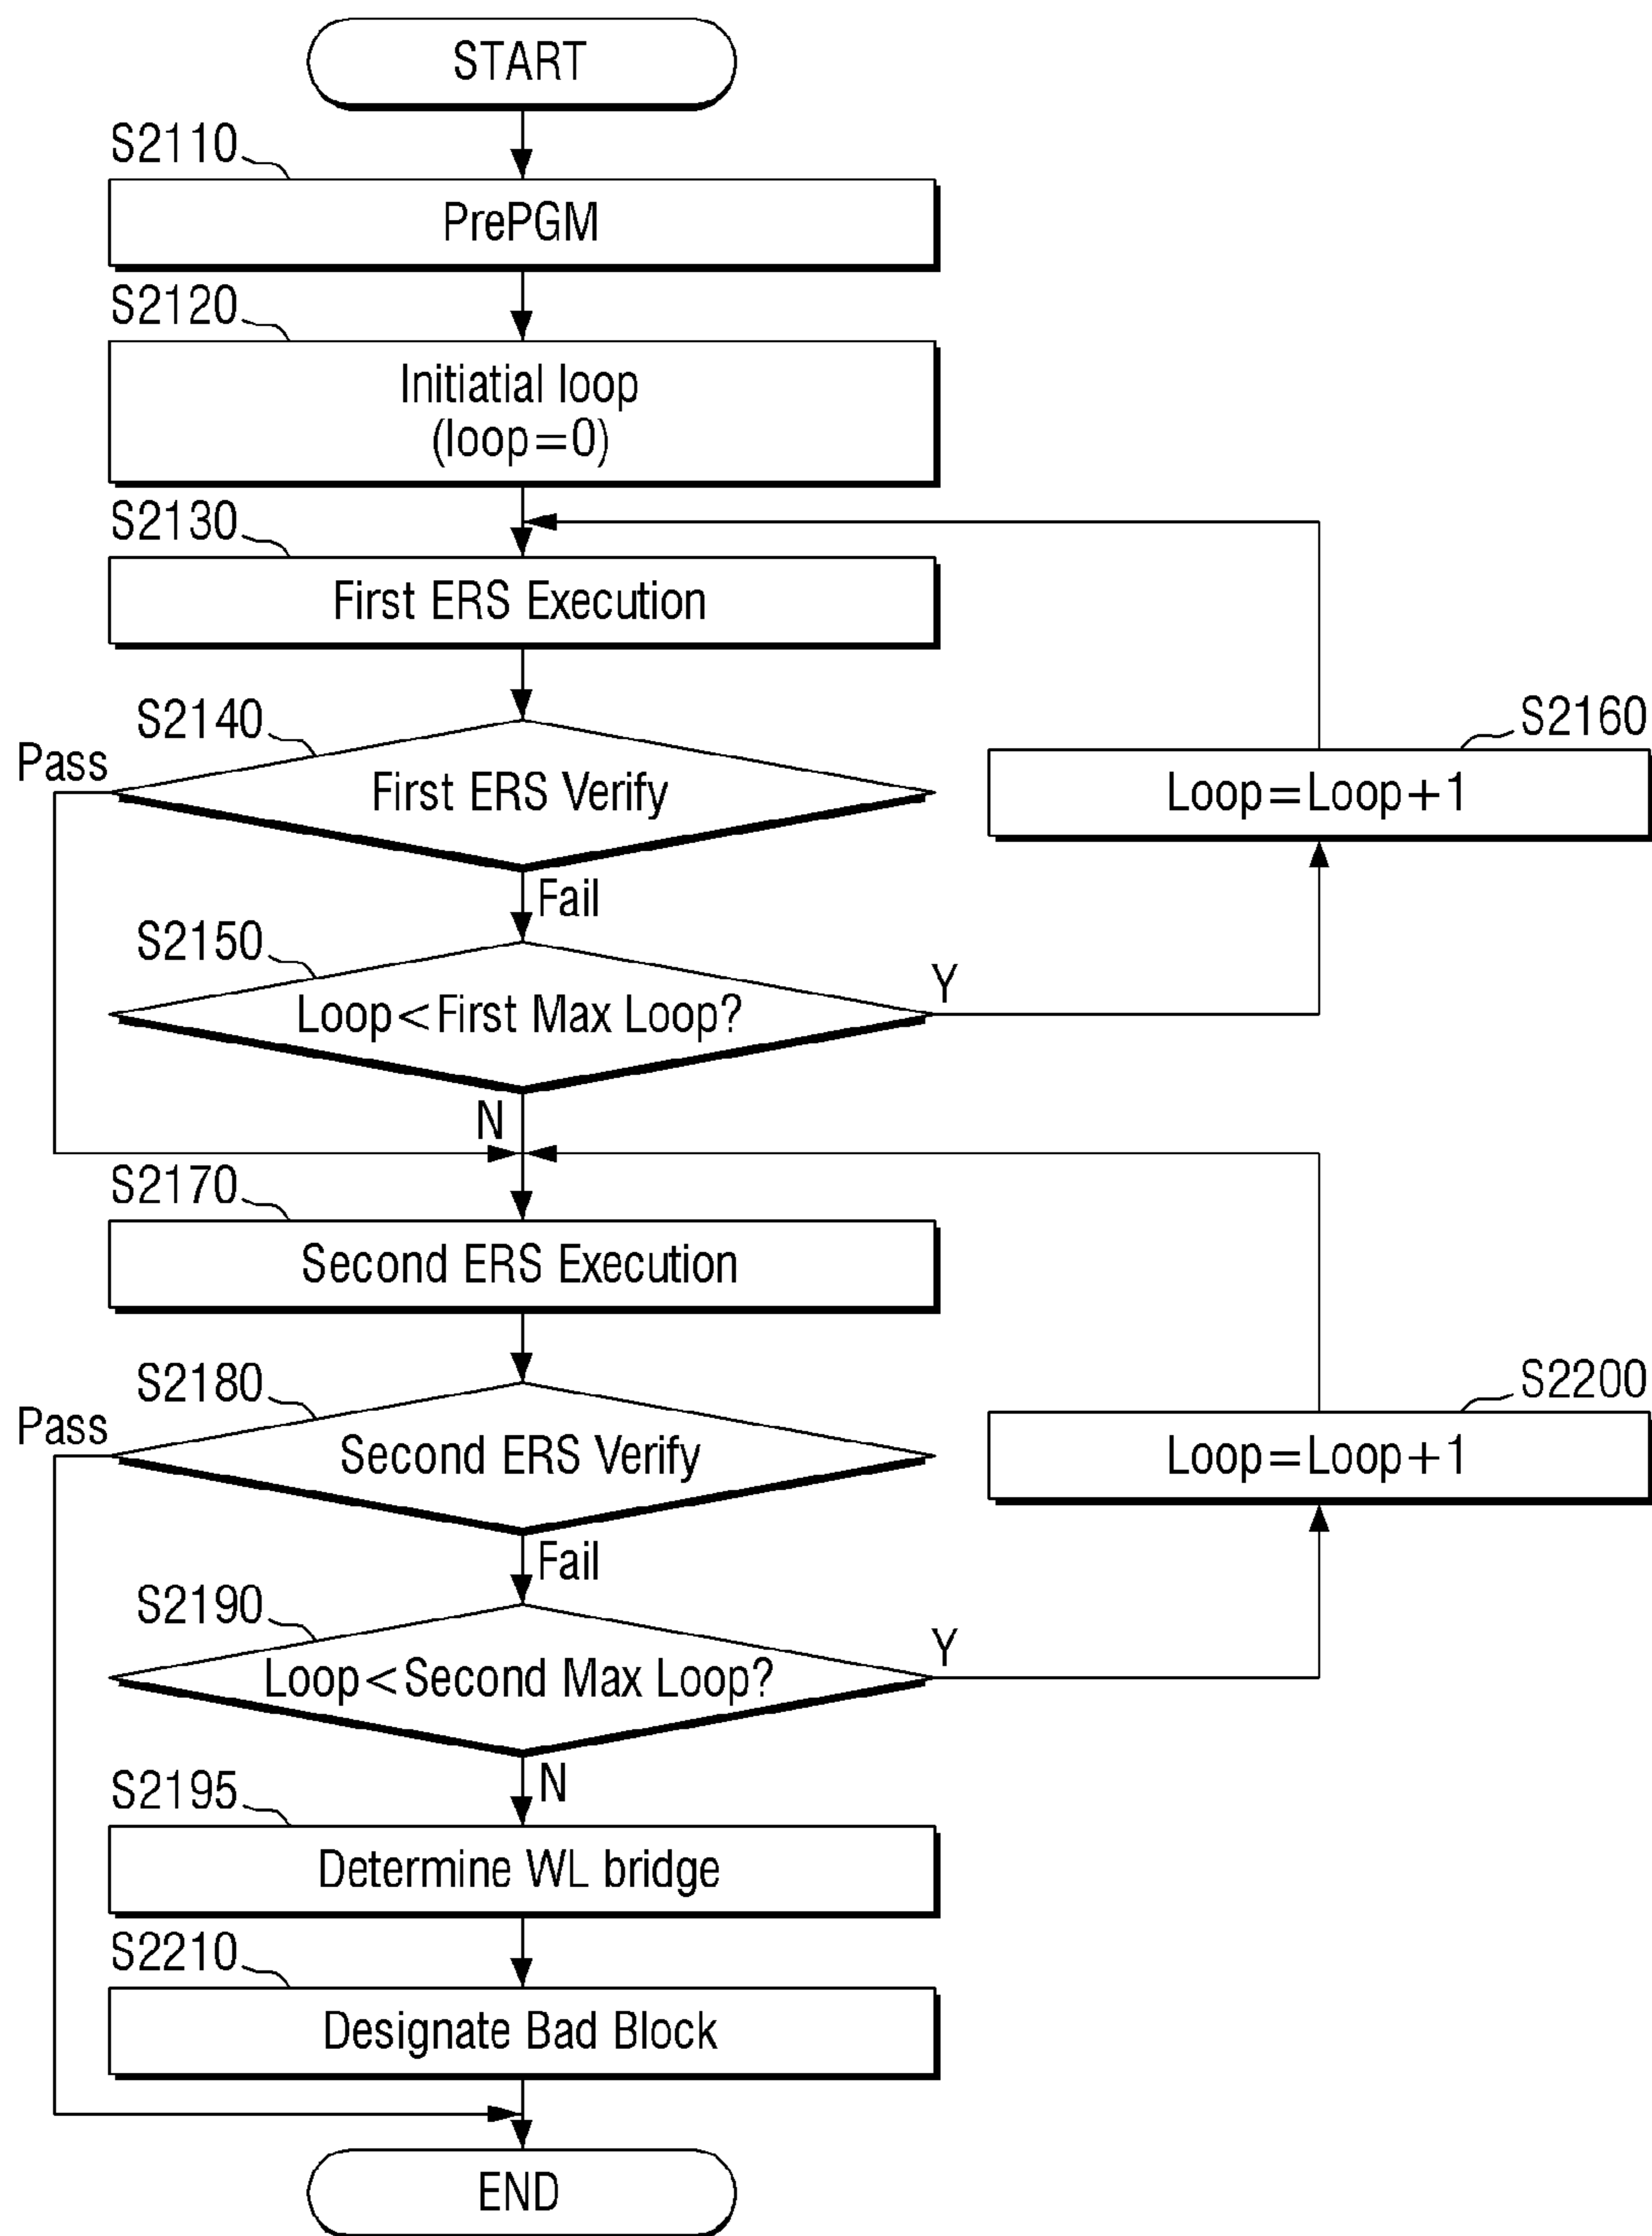 START
S2110
PrePGM
S2120
Initiatial loop
(loop=0)
S2130
First ERS Execution
S2140
S2160
Pass
First ERS Verify
Loop=Loop+1
Fail
S2150
Y
Loop<First Max Loop?
N
S2170
Second ERS Execution
S2180
S2200
Pass
Second ERS Verify
Loop=Loop+1
Fail
S2190
Y
Loop<Second Max Loop?
N
S2195
Determine WL bridge
S2210
Designate Bad Block
END